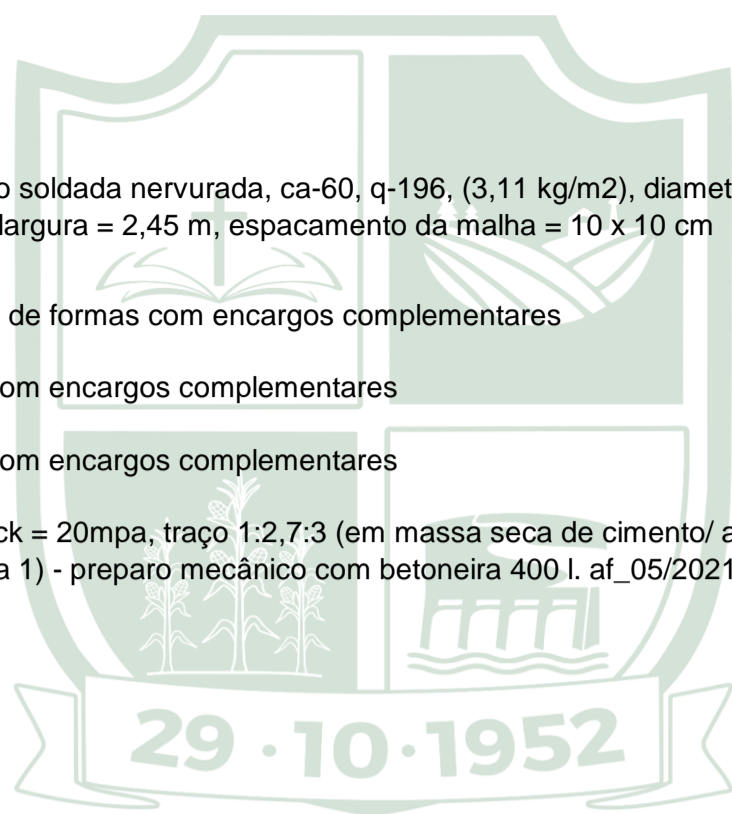 o soldada nervurada, ca-60, q-196, (3,11 kg/m2), diamet
largura = 2,45 m, espacamento da malha = 10 x 10 cm
de formas com encargos complementares
om encargos complementares
om encargos complementares
ck = 20mpa, traço 1:2,7:3 (em massa seca de cimento/ a
a 1) - preparo mecânico com betoneira 400 l. af_05/2021
29 · 10 · 1952